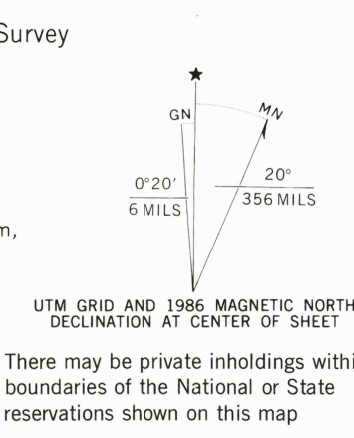 Survey
★
GN
MN
0°20′
6 MILS
20°
356 MILS
UTM GRID AND 1986 MAGNETIC NORTH
DECLINATION AT CENTER OF SHEET
There may be private inholdings withi
boundaries of the National or State
reservations shown on this map